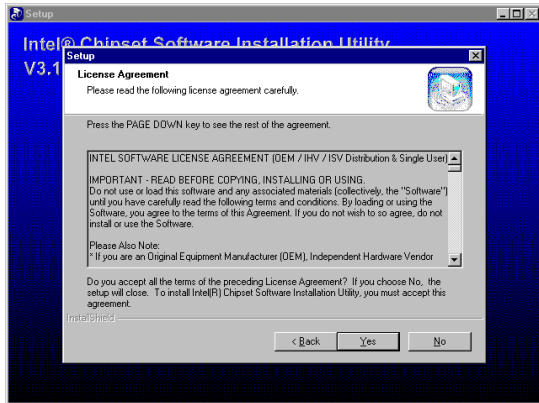 Setup
Intel® Chipset Software Installation Utility
V3.1
Setup
License Agreement
Please read the following license agreement carefully.
Press the PAGE DOWN key to see the rest of the agreement.
INTEL SOFTWARE LICENSE AGREEMENT (OEM / IHV / ISV Distribution & Single User)
IMPORTANT - READ BEFORE COPYING, INSTALLING OR USING.
Do not use or load this software and any associated materials (collectively, the "Software")
until you have carefully read the following terms and conditions. By loading or using the
Software, you agree to the terms of this Agreement. If you do not wish to so agree, do not
install or use the Software.
Please Also Note:
* If you are an Original Equipment Manufacturer (OEM), Independent Hardware Vendor
Do you accept all the terms of the preceding License Agreement? If you choose No, the
setup will close. To install Intel(R) Chipset Software Installation Utility, you must accept this
agreement.
InstallShield
< Back
Yes
No